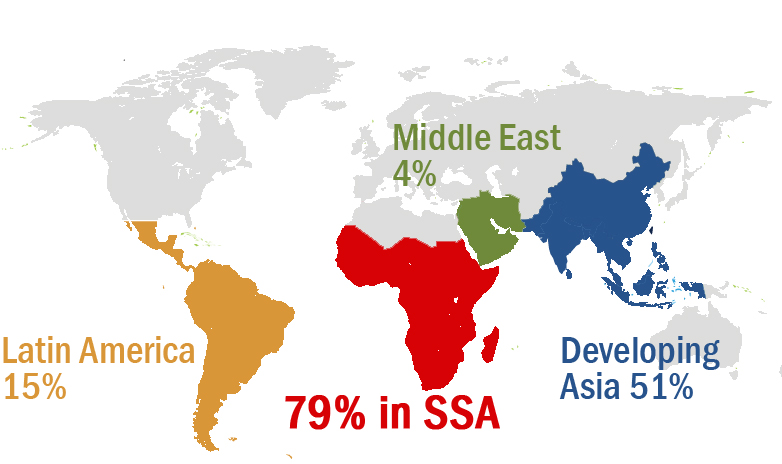 Middle East
4%
Latin America
15%
Developing
Asia 51%
79% in SSA